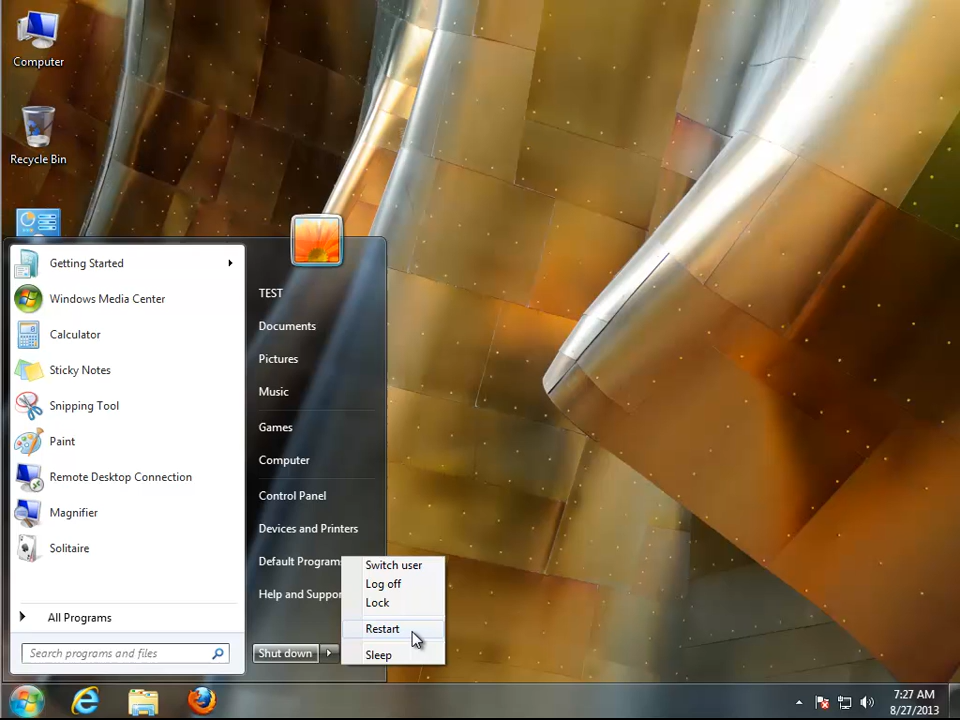 Computer
Recycle Bin
Getting Started
Windows Media Center
Calculator
Sticky Notes
Snipping Tool
Paint
Remote Desktop Connection
Magnifier
Solitaire
All Programs
Search programs and files
TEST
Documents
Pictures
Music
Games
Computer
Control Panel
Devices and Printers
Default Programs
Help and Suppor
Shut down
Switch user
Log off
Lock
Restart
Sleep
7:27 AM
8/27/2013